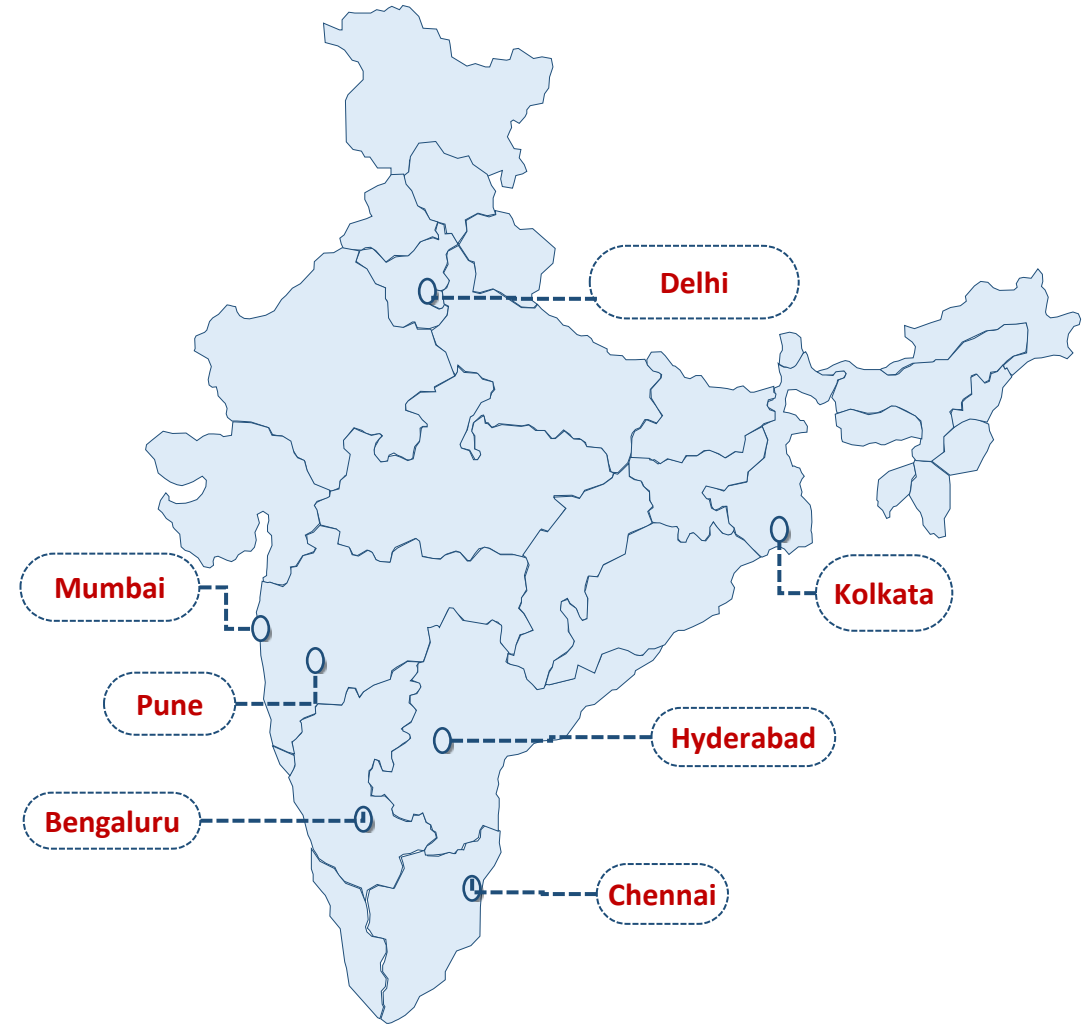 Delhi
Mumbai
Kolkata
Pune
Hyderabad
Bengaluru
Chennai